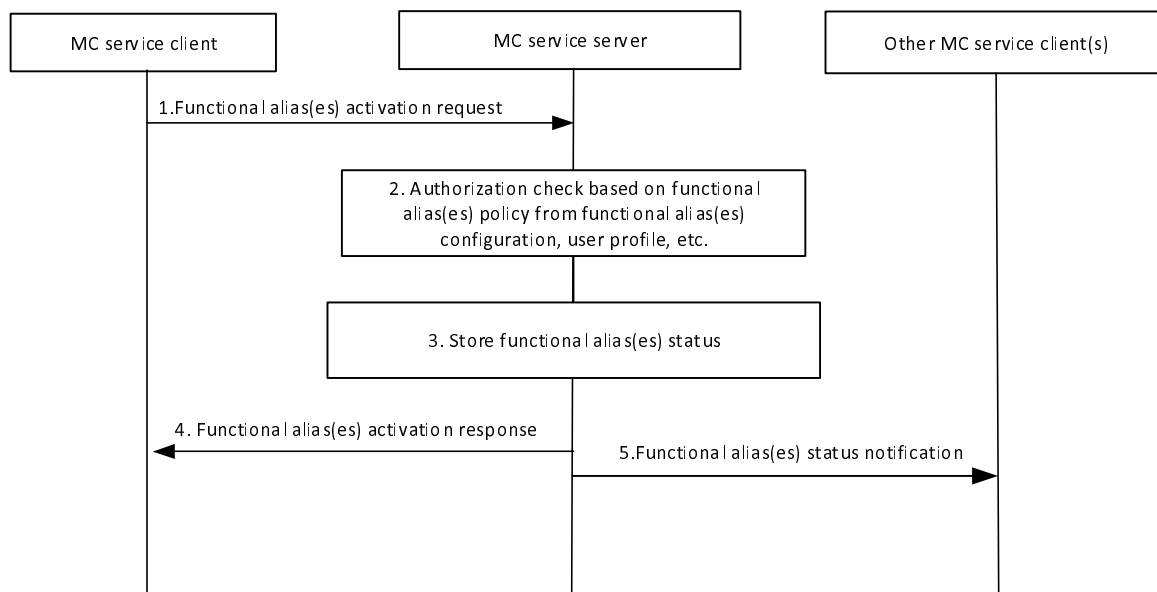 MC service client
MC service server
Other MC service client(s)
1.Functional alias(es) activation request
2. Authorization check based on functional
alias(es) policy from functional alias(es)
configuration, user profile, etc.
3. Store functional alias(es) status
4. Functional alias(es) activation response
5.Functional alias(es) status notification